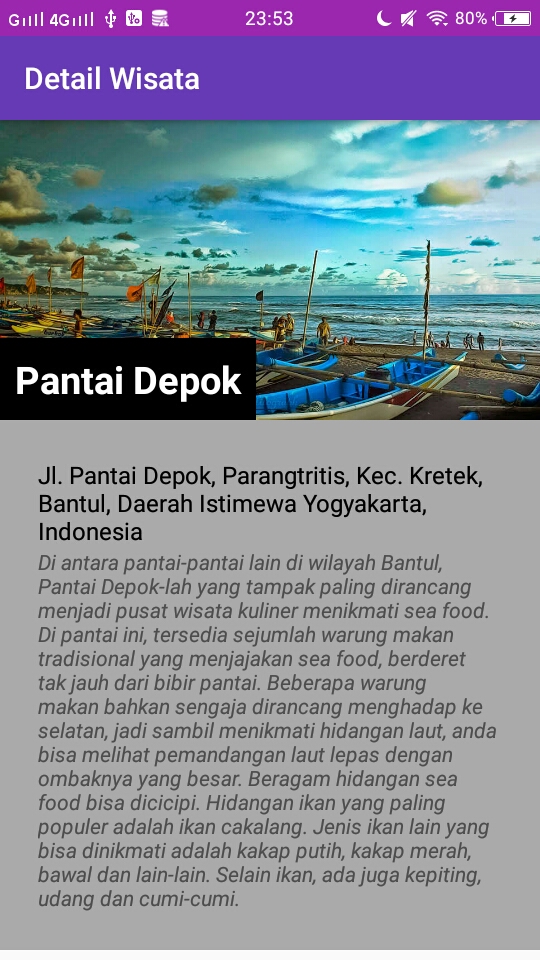 G 4G 23:53 80%
Detail Wisata
Pantai Depok
Jl. Pantai Depok, Parangtritis, Kec. Kretek,
Bantul, Daerah Istimewa Yogyakarta,
Indonesia
Di antara pantai-pantai lain di wilayah Bantul,
Pantai Depok-lah yang tampak paling dirancang
menjadi pusat wisata kuliner menikmati sea food.
Di pantai ini, tersedia sejumlah warung makan
tradisional yang menjajakan sea food, berderet
tak jauh dari bibir pantai. Beberapa warung
makan bahkan sengaja dirancang menghadap ke
selatan, jadi sambil menikmati hidangan laut, anda
bisa melihat pemandangan laut lepas dengan
ombaknya yang besar. Beragam hidangan sea
food bisa dicicipi. Hidangan ikan yang paling
populer adalah ikan cakalang. Jenis ikan lain yang
bisa dinikmati adalah kakap putih, kakap merah,
bawal dan lain-lain. Selain ikan, ada juga kepiting,
udang dan cumi-cumi.